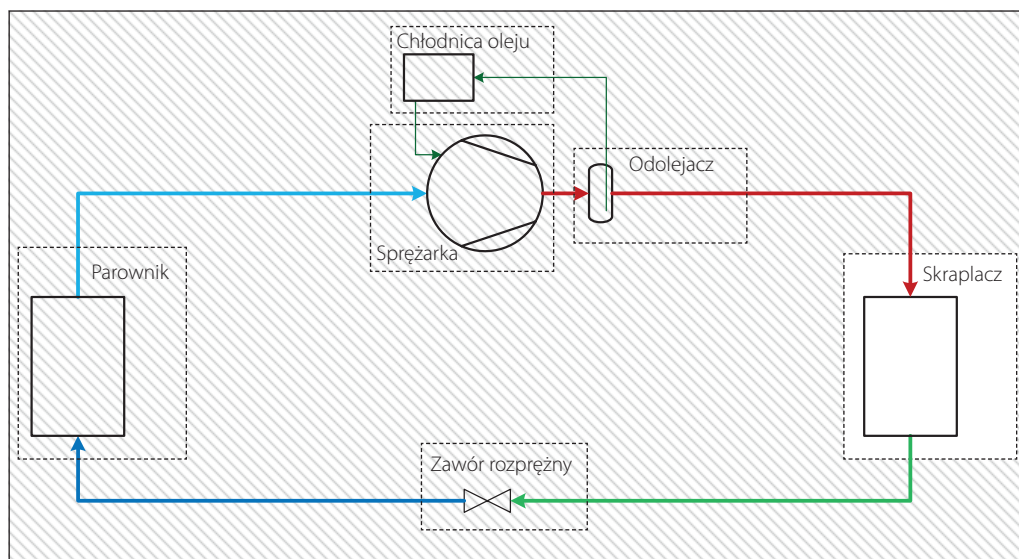 Chłodnica oleju
Odolejacz
Sprężarka
Parownik
Skraplacz
Zawór rozprężny